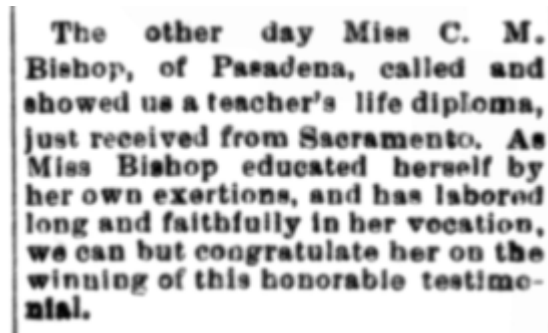 The other day Miss C. M.
Bishop, of Pasadena, called and
showed us a teacher's life diploma,
just received from Sacramento. As
Miss Bishop educated herself by
her own exertions, and has labored
long and faithfully in her vocation,
we can but congratulate her on the
winning of this honorable testimo-
nial.